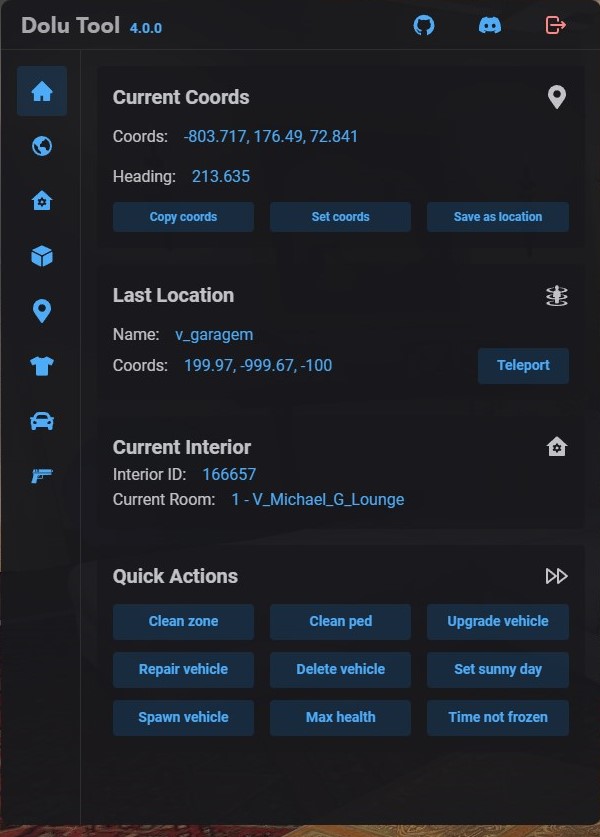 Dolu Tool 4.0.0
Current Coords
Coords: -803.717, 176.49, 72.841
Heading: 213.635
Copy coords Set coords Save as location
Last Location
Name: v_garagem
Coords: 199.97, -999.67, -100
Teleport
Current Interior
Interior ID: 166657
Current Room: 1 - V_Michael_G_Lounge
Quick Actions
Clean zone Clean ped Upgrade vehicle
Repair vehicle Delete vehicle Set sunny day
Spawn vehicle Max health Time not frozen